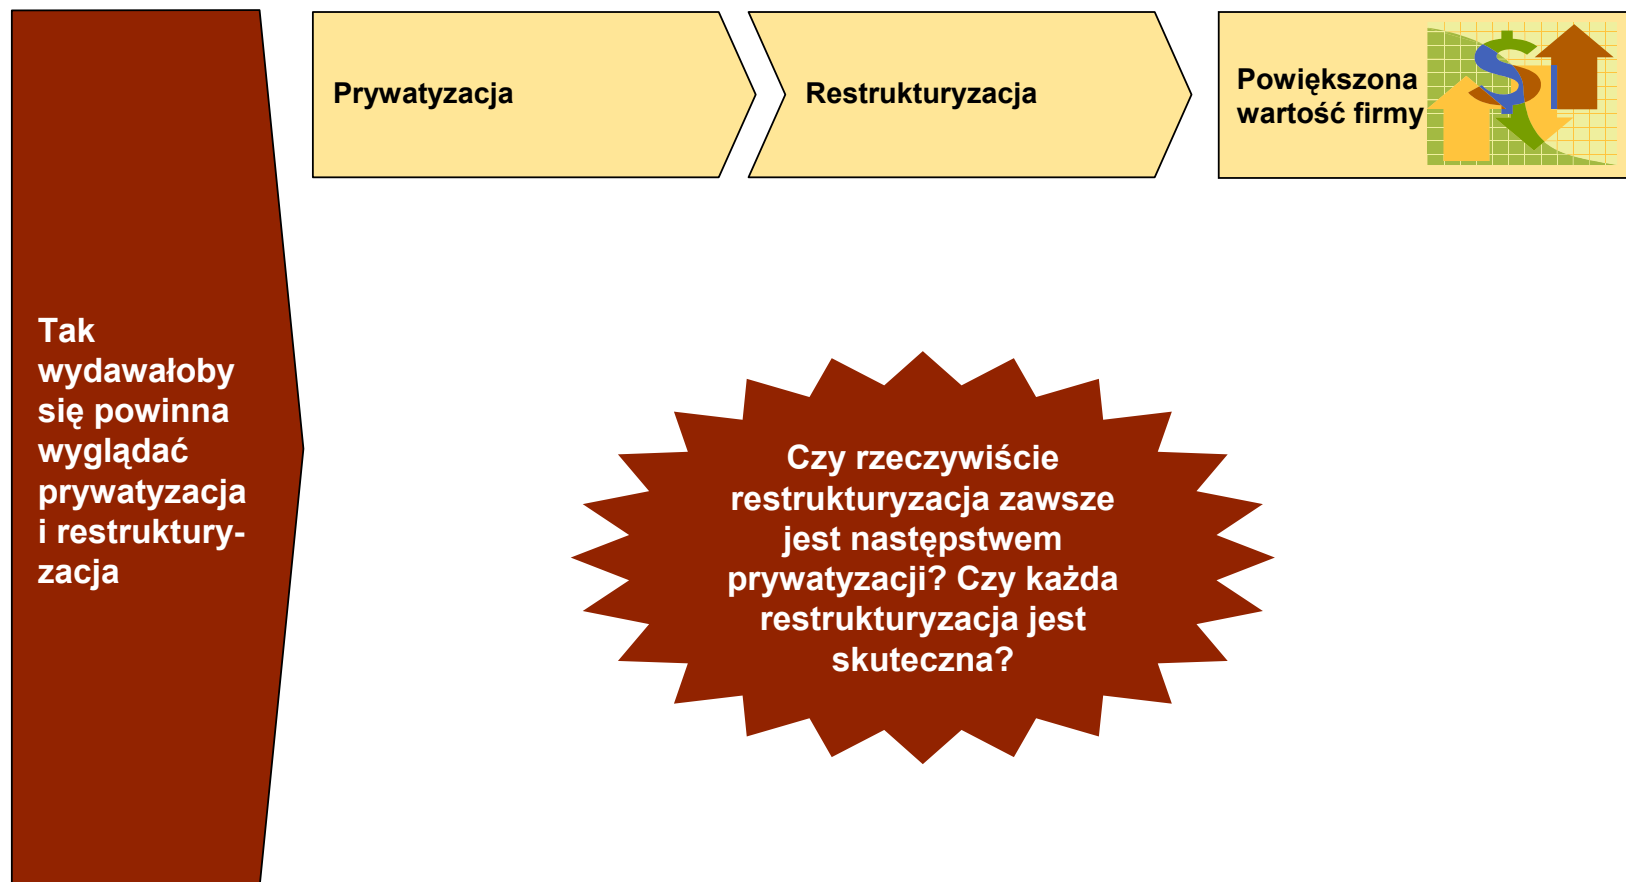 Prywatyzacja
Restrukturyzacja
Powiększona
wartość firmy
Tak
wydawałoby
się powinna
wyglądać
prywatyzacja
i restruktury-
zacja
Czy rzeczywiście
restrukturyzacja zawsze
jest następstwem
prywatyzacji? Czy każda
restrukturyzacja jest
skuteczna?